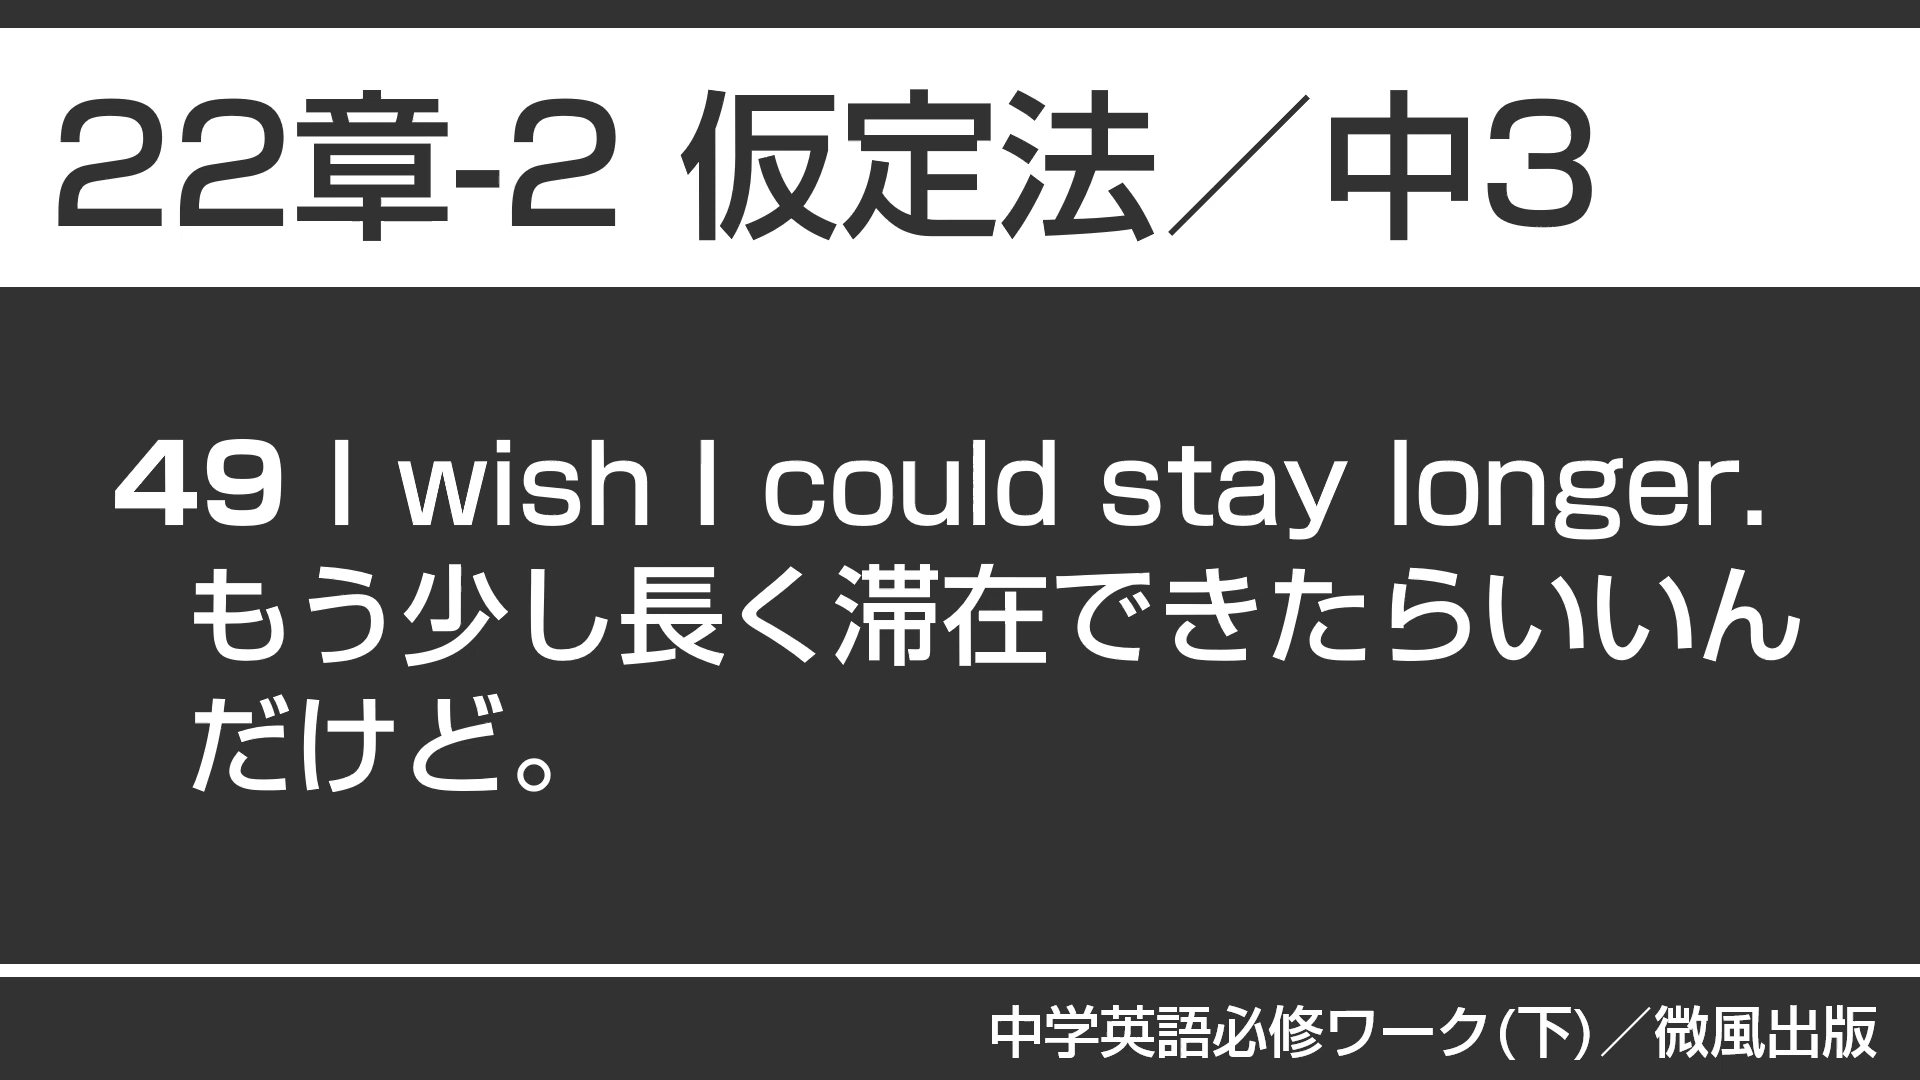 22章-2 仮定法／中3
49 I wish I could stay longer.
もう少し長く滞在できたらいいん
だけど。
中学英語必修ワーク(下)／微風出版